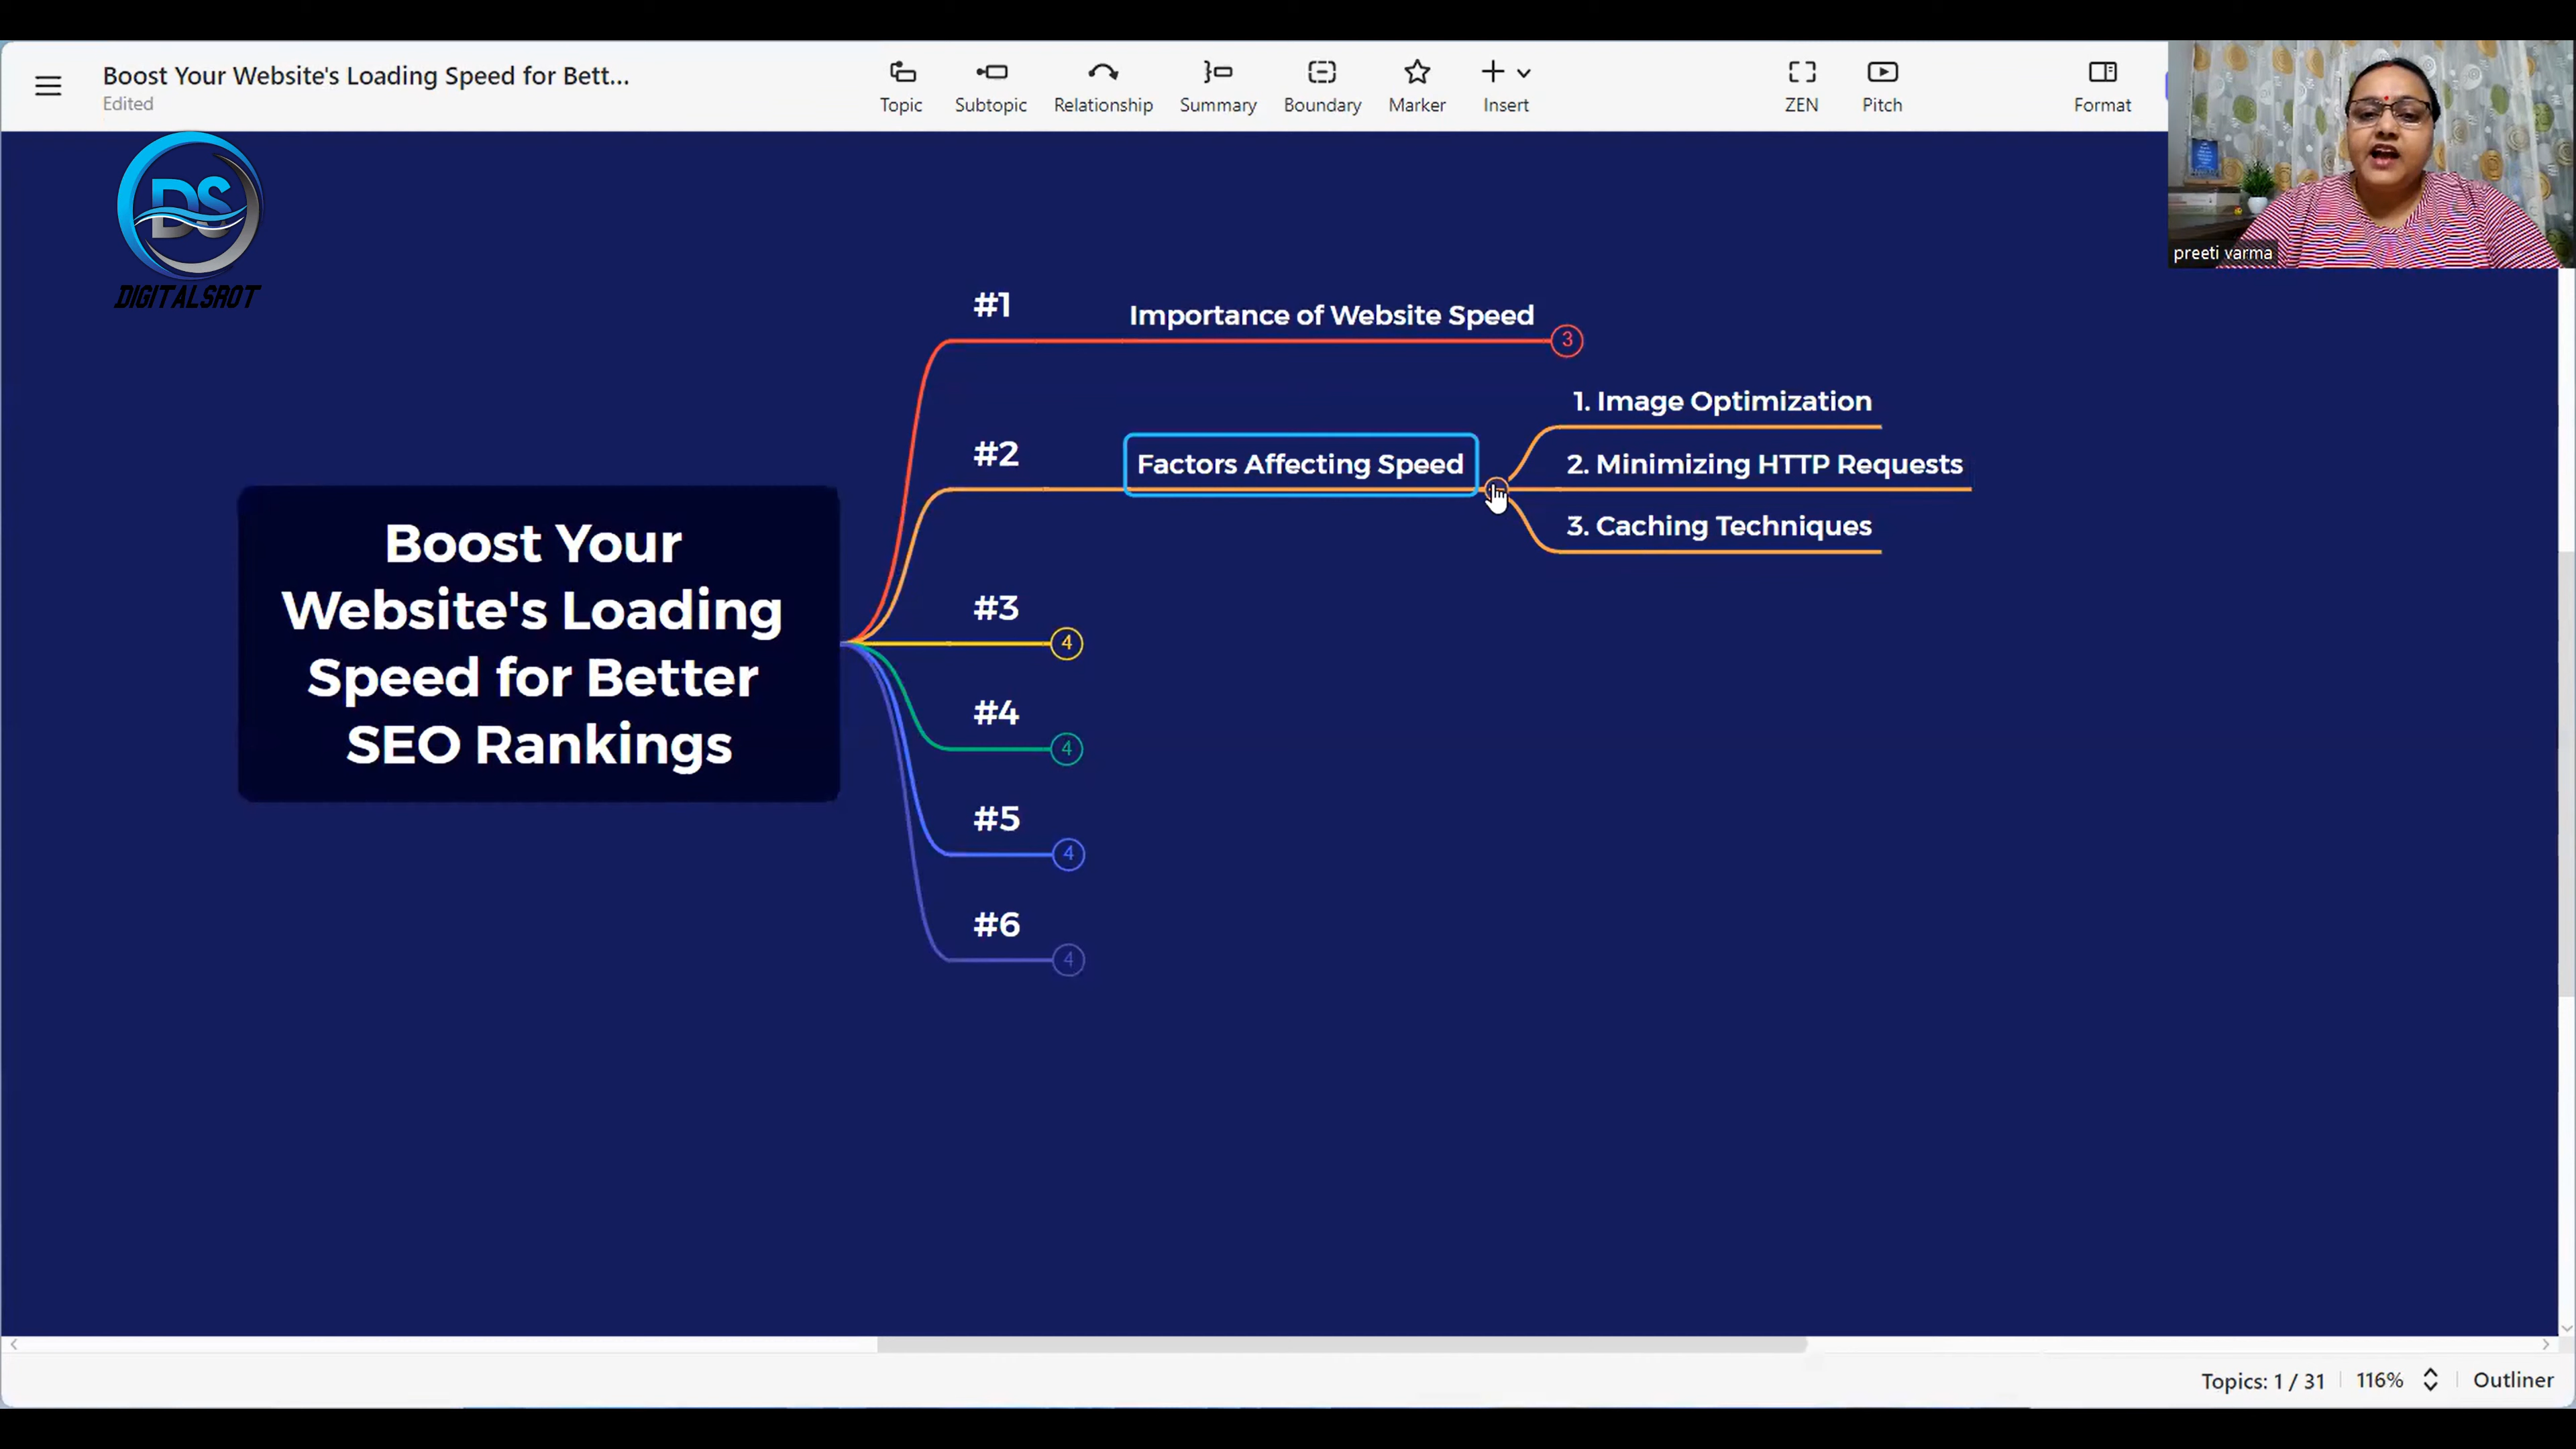 Boost Your Website's Loading Speed for Bett...
Edited
Topic
Subtopic
Relationship
Summary
Boundary
Marker
Insert
ZEN
Pitch
Format
preeti varma
DS
DIGITALSROT
#1
Importance of Website Speed
3
#2
Factors Affecting Speed
1. Image Optimization
2. Minimizing HTTP Requests
3. Caching Techniques
Boost Your
Website's Loading
Speed for Better
SEO Rankings
#3
4
#4
4
#5
4
#6
4
Topics: 1 / 31
116%
Outliner